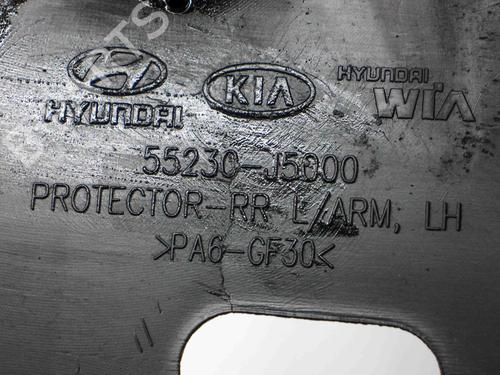 HYUNDAI
KIA
HYUNDAI
WIA
55230-J5000
PROTECTOR-RR L/ARM, LH
>PA6-GF30<